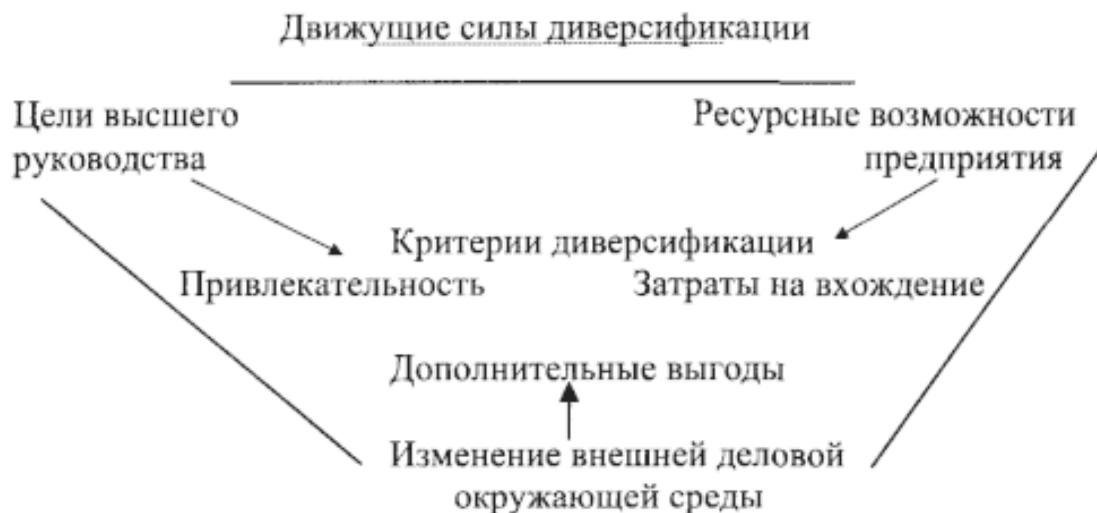 Движущие силы диверсификации
Цели высшего
руководства
Ресурсные возможности
предприятия
Критерии диверсификации
Привлекательность
Затраты на вхождение
Дополнительные выгоды
Изменение внешней деловой
окружающей среды